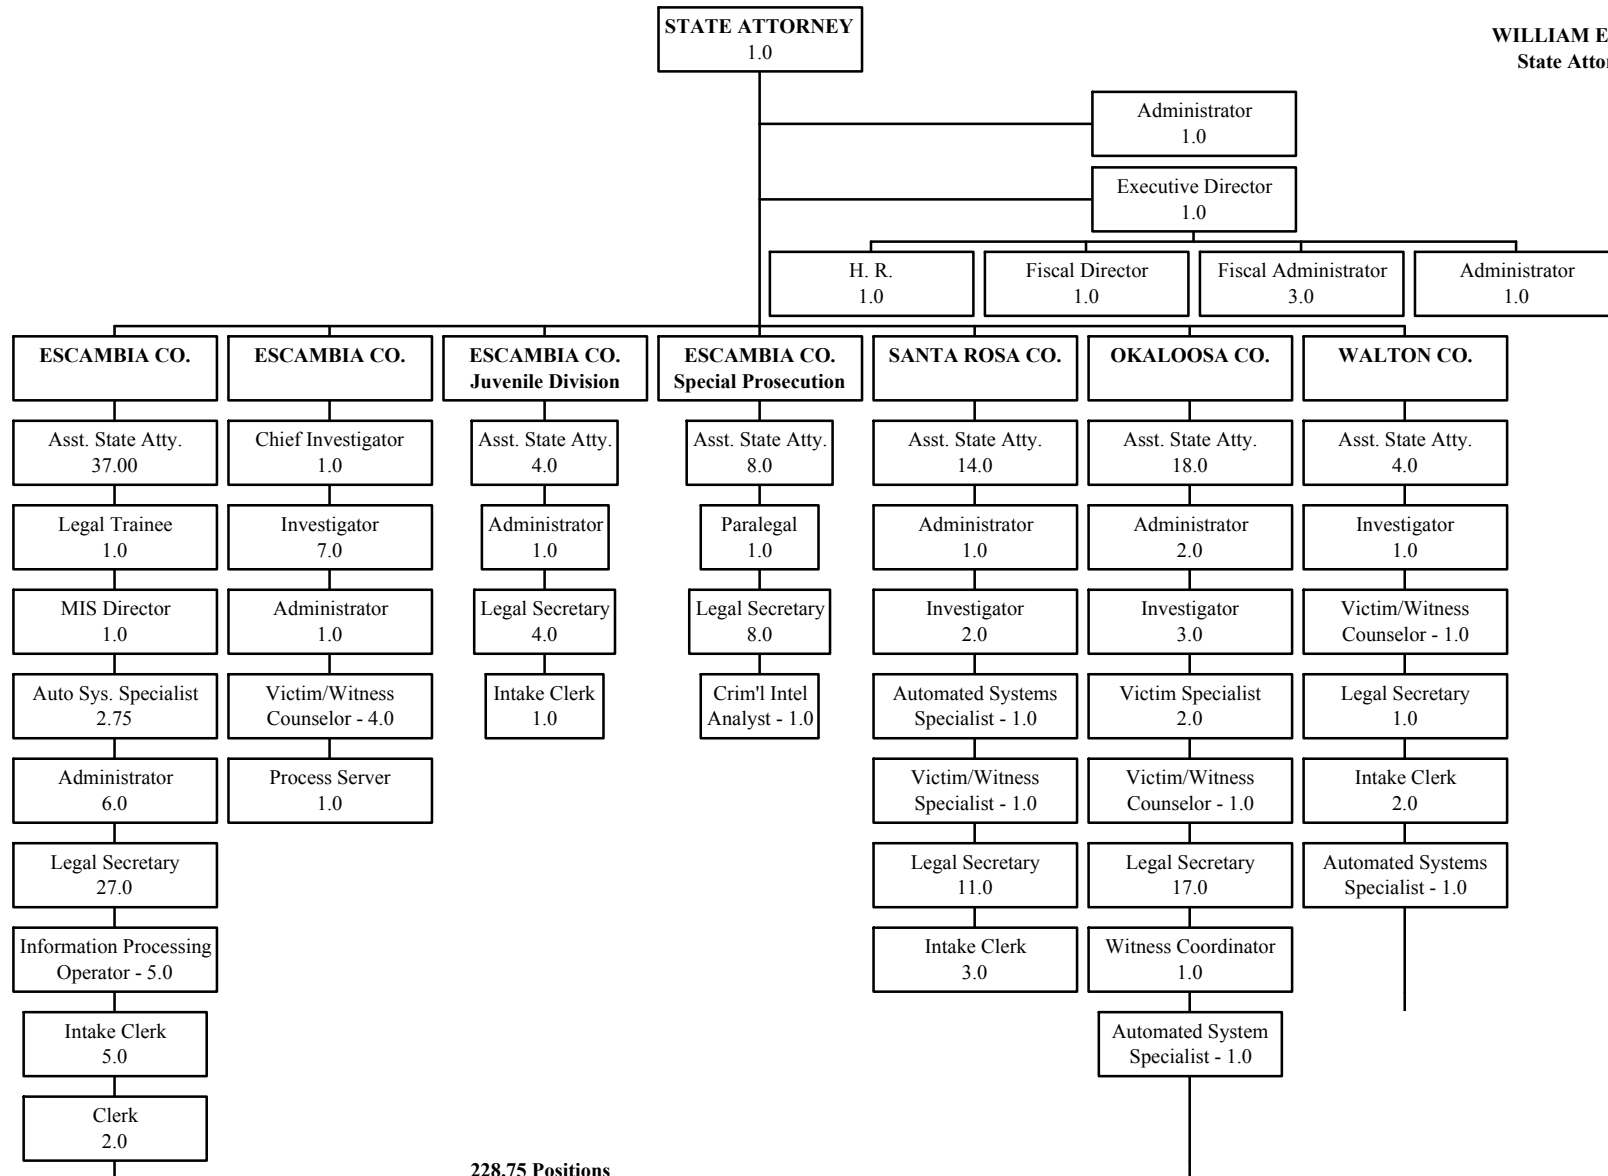 STATE ATTORNEY
1.0
WILLIAM E
State Attor
Administrator
1.0
Executive Director
1.0
H. R.
1.0
Fiscal Director
1.0
Fiscal Administrator
3.0
Administrator
1.0
ESCAMBIA CO.
Asst. State Atty.
37.00
Legal Trainee
1.0
MIS Director
1.0
Auto Sys. Specialist
2.75
Administrator
6.0
Legal Secretary
27.0
Information Processing
Operator - 5.0
Intake Clerk
5.0
Clerk
2.0
ESCAMBIA CO.
Chief Investigator
1.0
Investigator
7.0
Administrator
1.0
Victim/Witness
Counselor - 4.0
Process Server
1.0
ESCAMBIA CO.
Juvenile Division
Asst. State Atty.
4.0
Administrator
1.0
Legal Secretary
4.0
Intake Clerk
1.0
ESCAMBIA CO.
Special Prosecution
Asst. State Atty.
8.0
Paralegal
1.0
Legal Secretary
8.0
Crim'l Intel
Analyst - 1.0
SANTA ROSA CO.
Asst. State Atty.
14.0
Administrator
1.0
Investigator
2.0
Automated Systems
Specialist - 1.0
Victim/Witness
Specialist - 1.0
Legal Secretary
11.0
Intake Clerk
3.0
OKALOOSA CO.
Asst. State Atty.
18.0
Administrator
2.0
Investigator
3.0
Victim Specialist
2.0
Victim/Witness
Counselor - 1.0
Legal Secretary
17.0
Witness Coordinator
1.0
Automated System
Specialist - 1.0
WALTON CO.
Asst. State Atty.
4.0
Investigator
1.0
Victim/Witness
Counselor - 1.0
Legal Secretary
1.0
Intake Clerk
2.0
Automated Systems
Specialist - 1.0
228.75 Positions